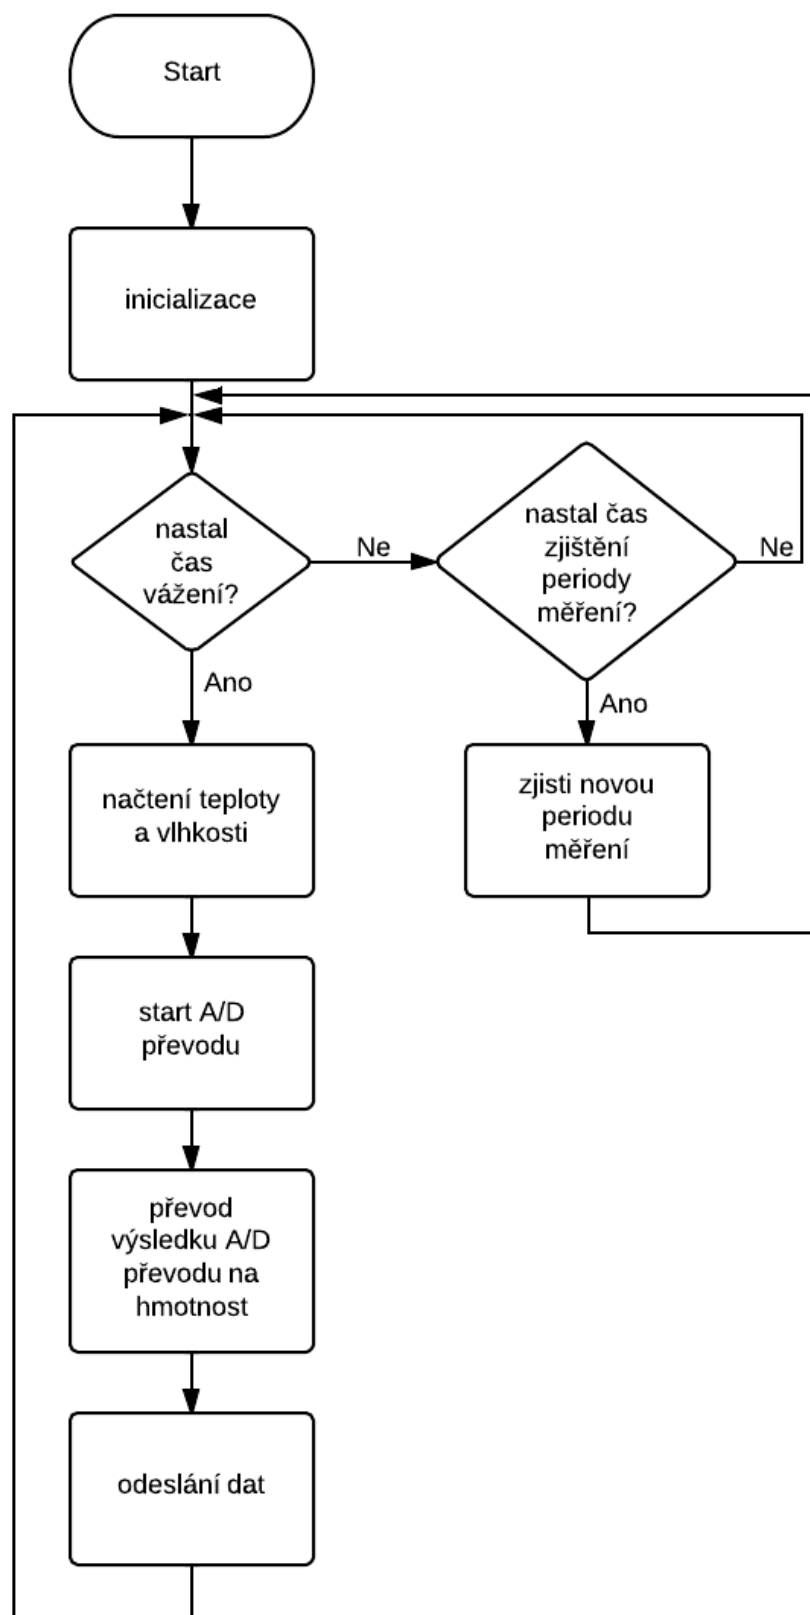 Start
inicializace
nastal
čas
vážení?
Ne
nastal čas
zjištění
periody
měření?
Ne
Ano
Ano
načtení teploty
a vlhkosti
zjisti novou
periodu
měření
start A/D
převodu
převod
výsledku A/D
převodu na
hmotnost
odeslání dat